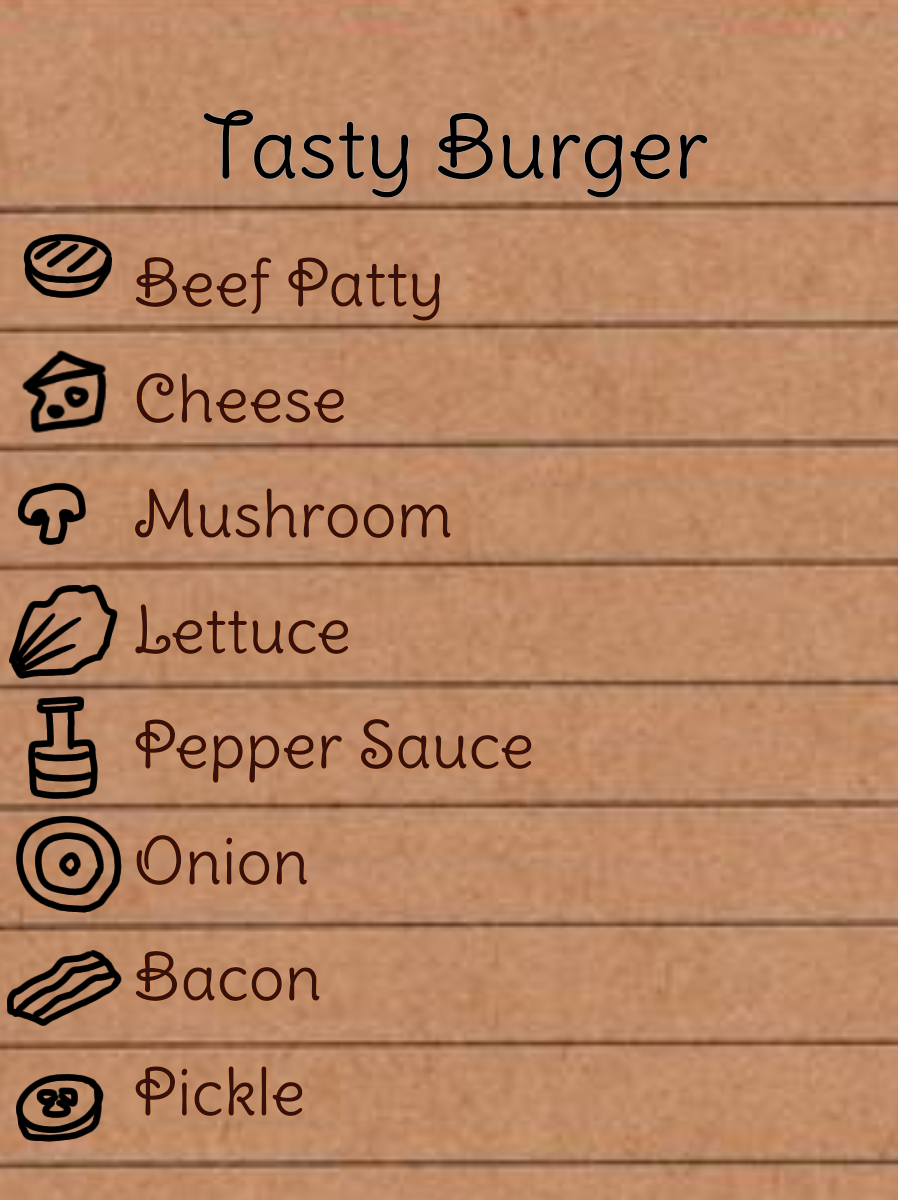 Tasty Burger
Beef Patty
Cheese
Mushroom
Lettuce
Pepper Sauce
Onion
Bacon
Pickle